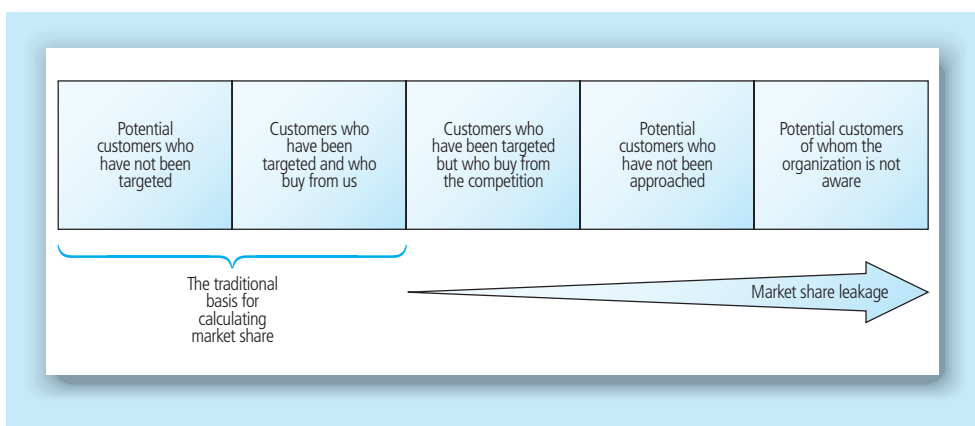 Potential
customers who
have not been
targeted
Customers who
have been
targeted and who
buy from us
Customers who
have been targeted
but who buy from
the competition
Potential
customers who
have not been
approached
Potential customers
of whom the
organization is not
aware
The traditional
basis for
calculating
market share
Market share leakage